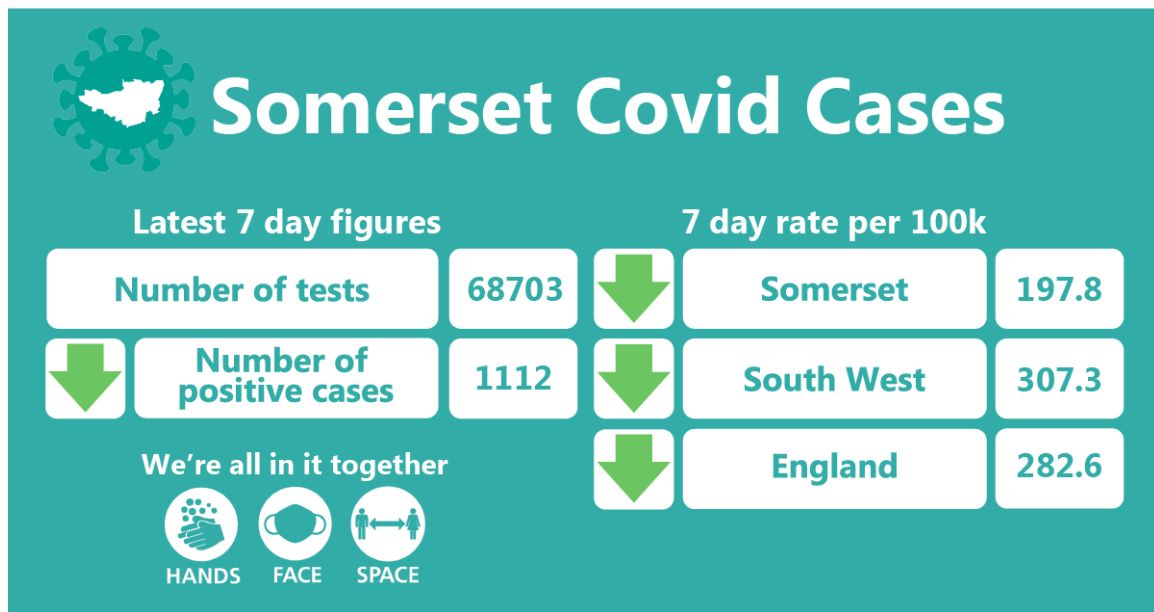 Somerset Covid Cases
Latest 7 day figures
Number of tests
68703
Number of
positive cases
1112
We're all in it together
HANDS
FACE
SPACE
7 day rate per 100k
Somerset
197.8
South West
307.3
England
282.6